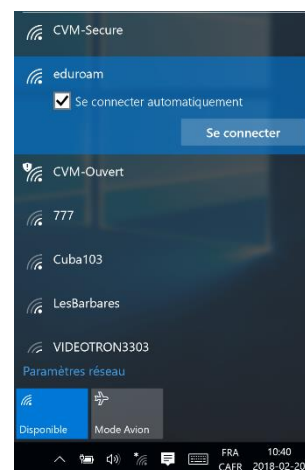 CVM-Secure
eduroam
Se connecter automatiquement
Se connecter
CVM-Ouvert
777
Cuba103
LesBarbares
VIDEOTRON3303
Paramètres réseau
Disponible
Mode Avion
FRA 10:40
CAFR 2018-02-20